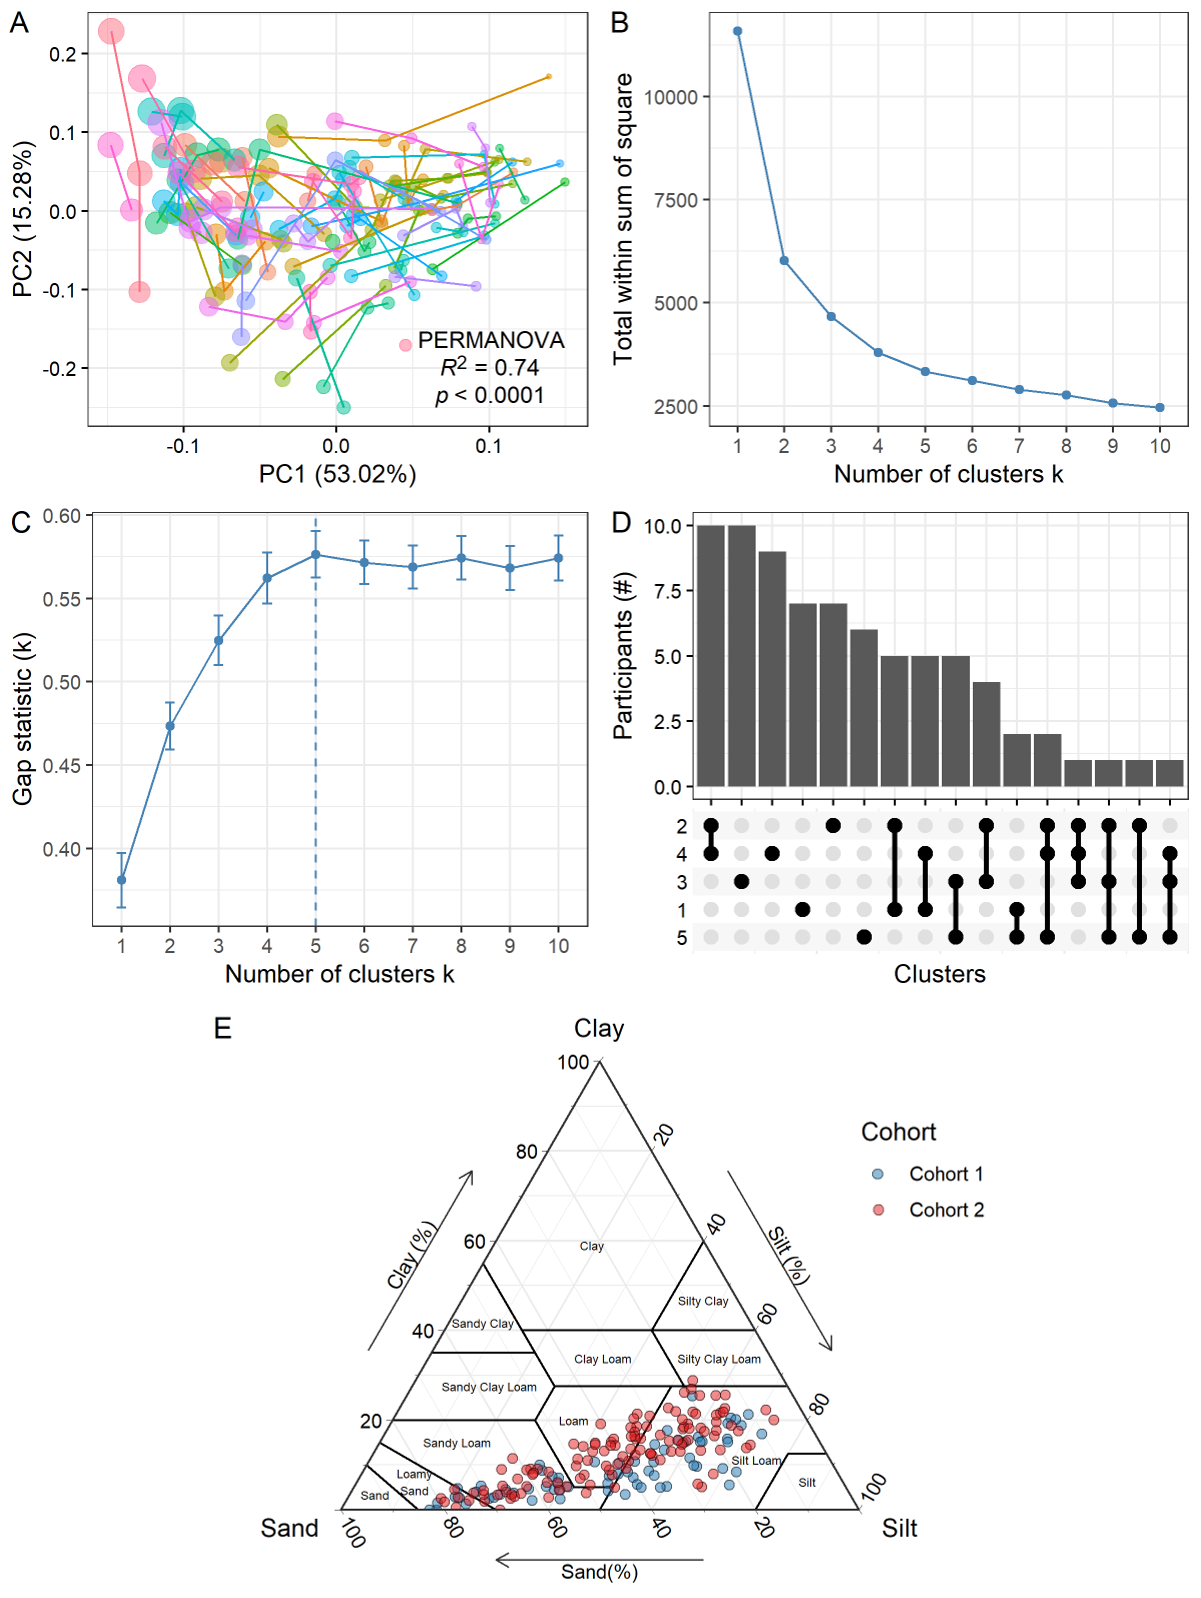 A
0.2
0.1
0.0
-0.1
-0.2
PC2 (15.28%)
PERMANOVA
R² = 0.74
p < 0.0001
-0.1 0.0 0.1
PC1 (53.02%)
B
10000
7500
5000
2500
Total within sum of square
1 2 3 4 5 6 7 8 9 10
Number of clusters k
C
0.60
0.55
0.50
0.45
0.40
Gap statistic (k)
1 2 3 4 5 6 7 8 9 10
Number of clusters k
D
10.0
7.5
5.0
2.5
0.0
Participants (#)
2
4
3
1
5
Clusters
E
Clay
100
80
60
40
20
Clay (%)
20
40
60
80
100
Silt (%)
Clay
Silty Clay
Sandy Clay
Clay Loam
Silty Clay Loam
Sandy Clay Loam
Loam
Sandy Loam
Silt Loam
Loamy
Sand
Sand
Silt
Sand
Silt
100 80 60 40 20
Sand(%)
Cohort
Cohort 1
Cohort 2